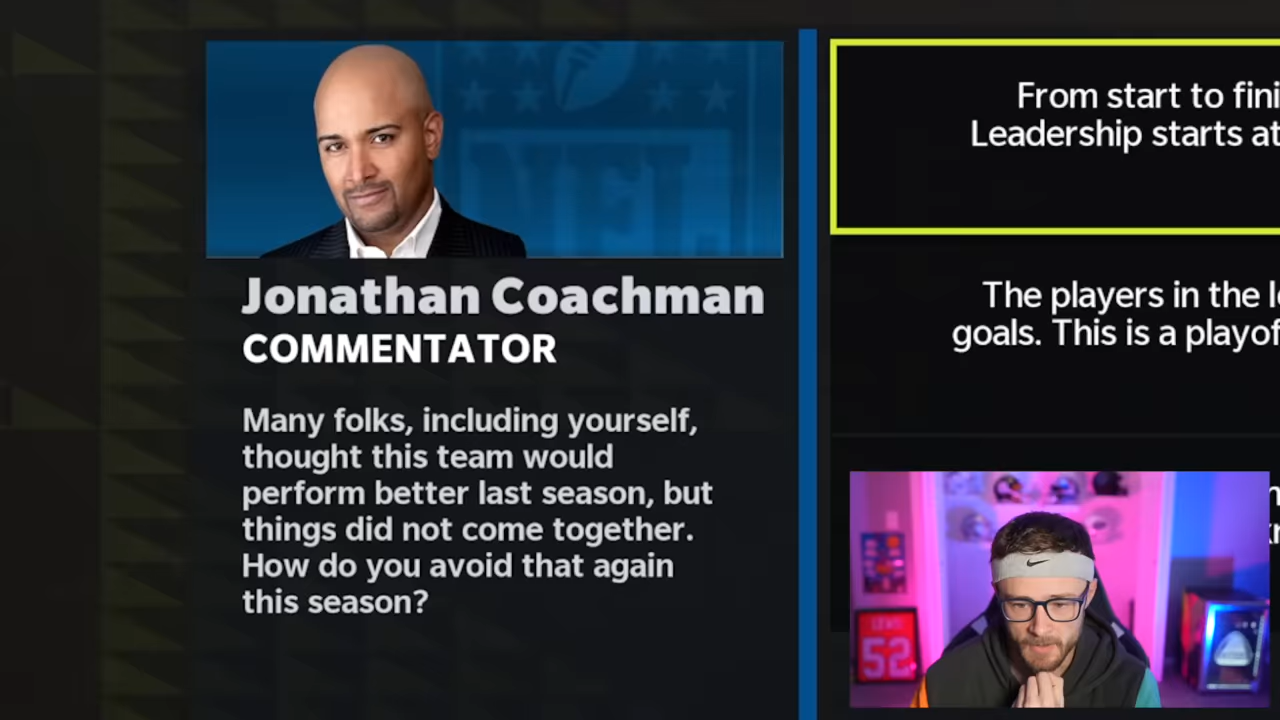 NFL
Jonathan Coachman
COMMENTATOR
Many folks, including yourself,
thought this team would
perform better last season, but
things did not come together.
How do you avoid that again
this season?
From start to fini
Leadership starts at
The players in the l
goals. This is a playof
LEWIS
52